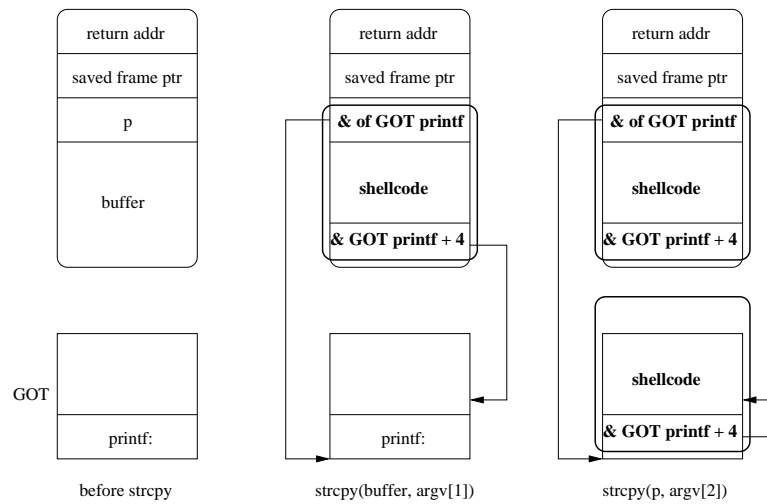 return addr
saved frame ptr
p
buffer
GOT
printf:
before strcpy
return addr
saved frame ptr
& of GOT printf
shellcode
& GOT printf + 4
printf:
strcpy(buffer, argv[1])
return addr
saved frame ptr
& of GOT printf
shellcode
& GOT printf + 4
shellcode
& GOT printf + 4
strcpy(p, argv[2])